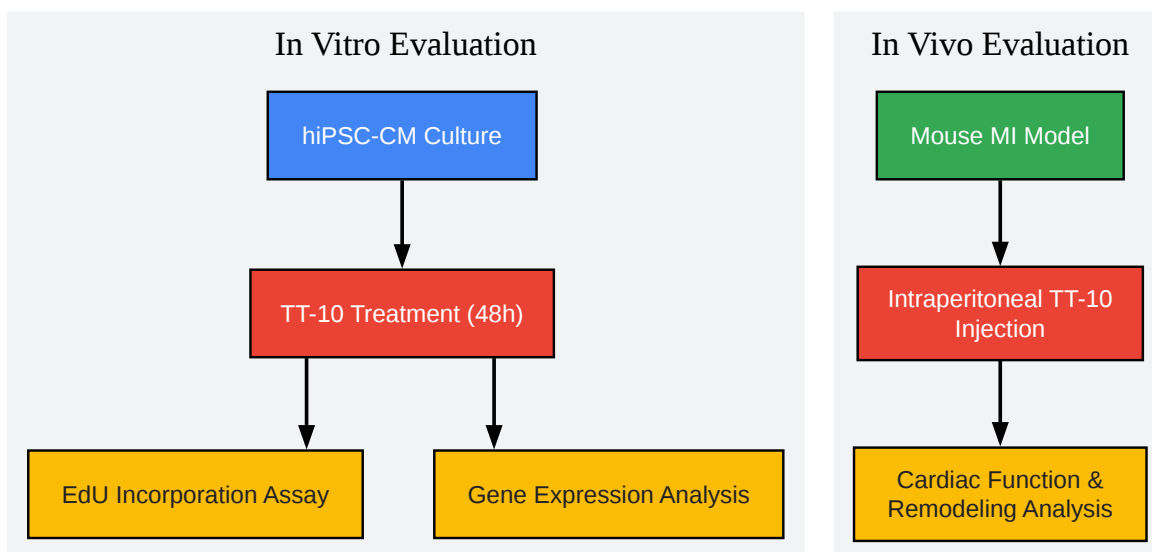 In Vitro Evaluation
hiPSC-CM Culture
TT-10 Treatment (48h)
EdU Incorporation Assay
Gene Expression Analysis
In Vivo Evaluation
Mouse MI Model
Intraperitoneal TT-10
Injection
Cardiac Function &
Remodeling Analysis